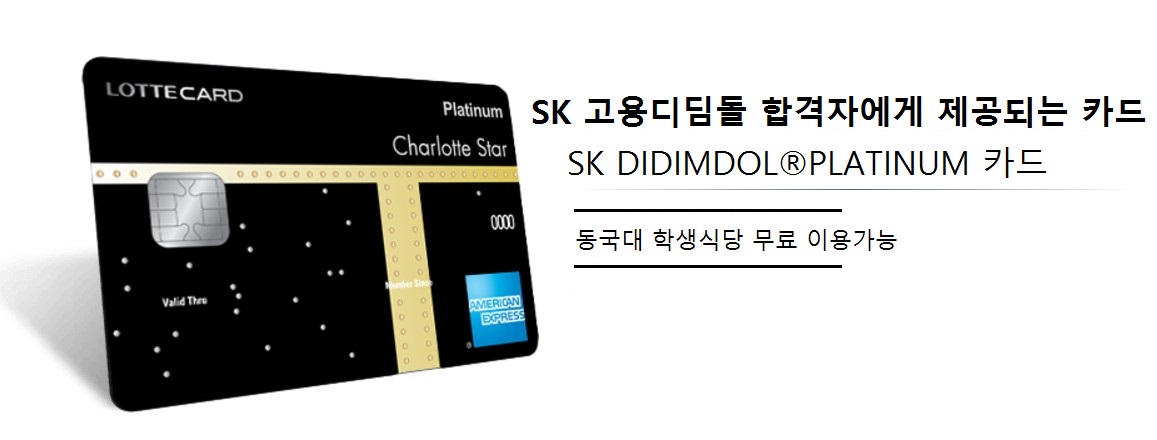 LOTTECARD
Platinum
Charlotte Star
0000
Valid Thru
Member Since
AMERICAN
EXPRESS
®
SK 고용디딤돌 합격자에게 제공되는 카드
SK DIDIMDOL®PLATINUM 카드
동국대 학생식당 무료 이용가능